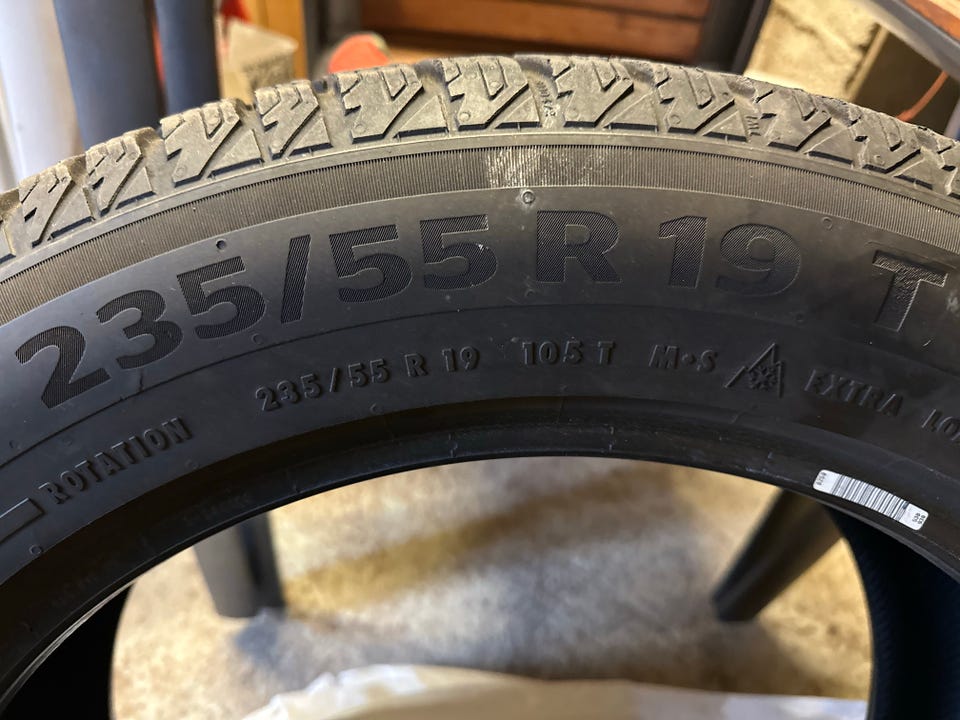 235/55 R 19 T
ROTATION
235/55 R 19 105 T M+S EXTRA